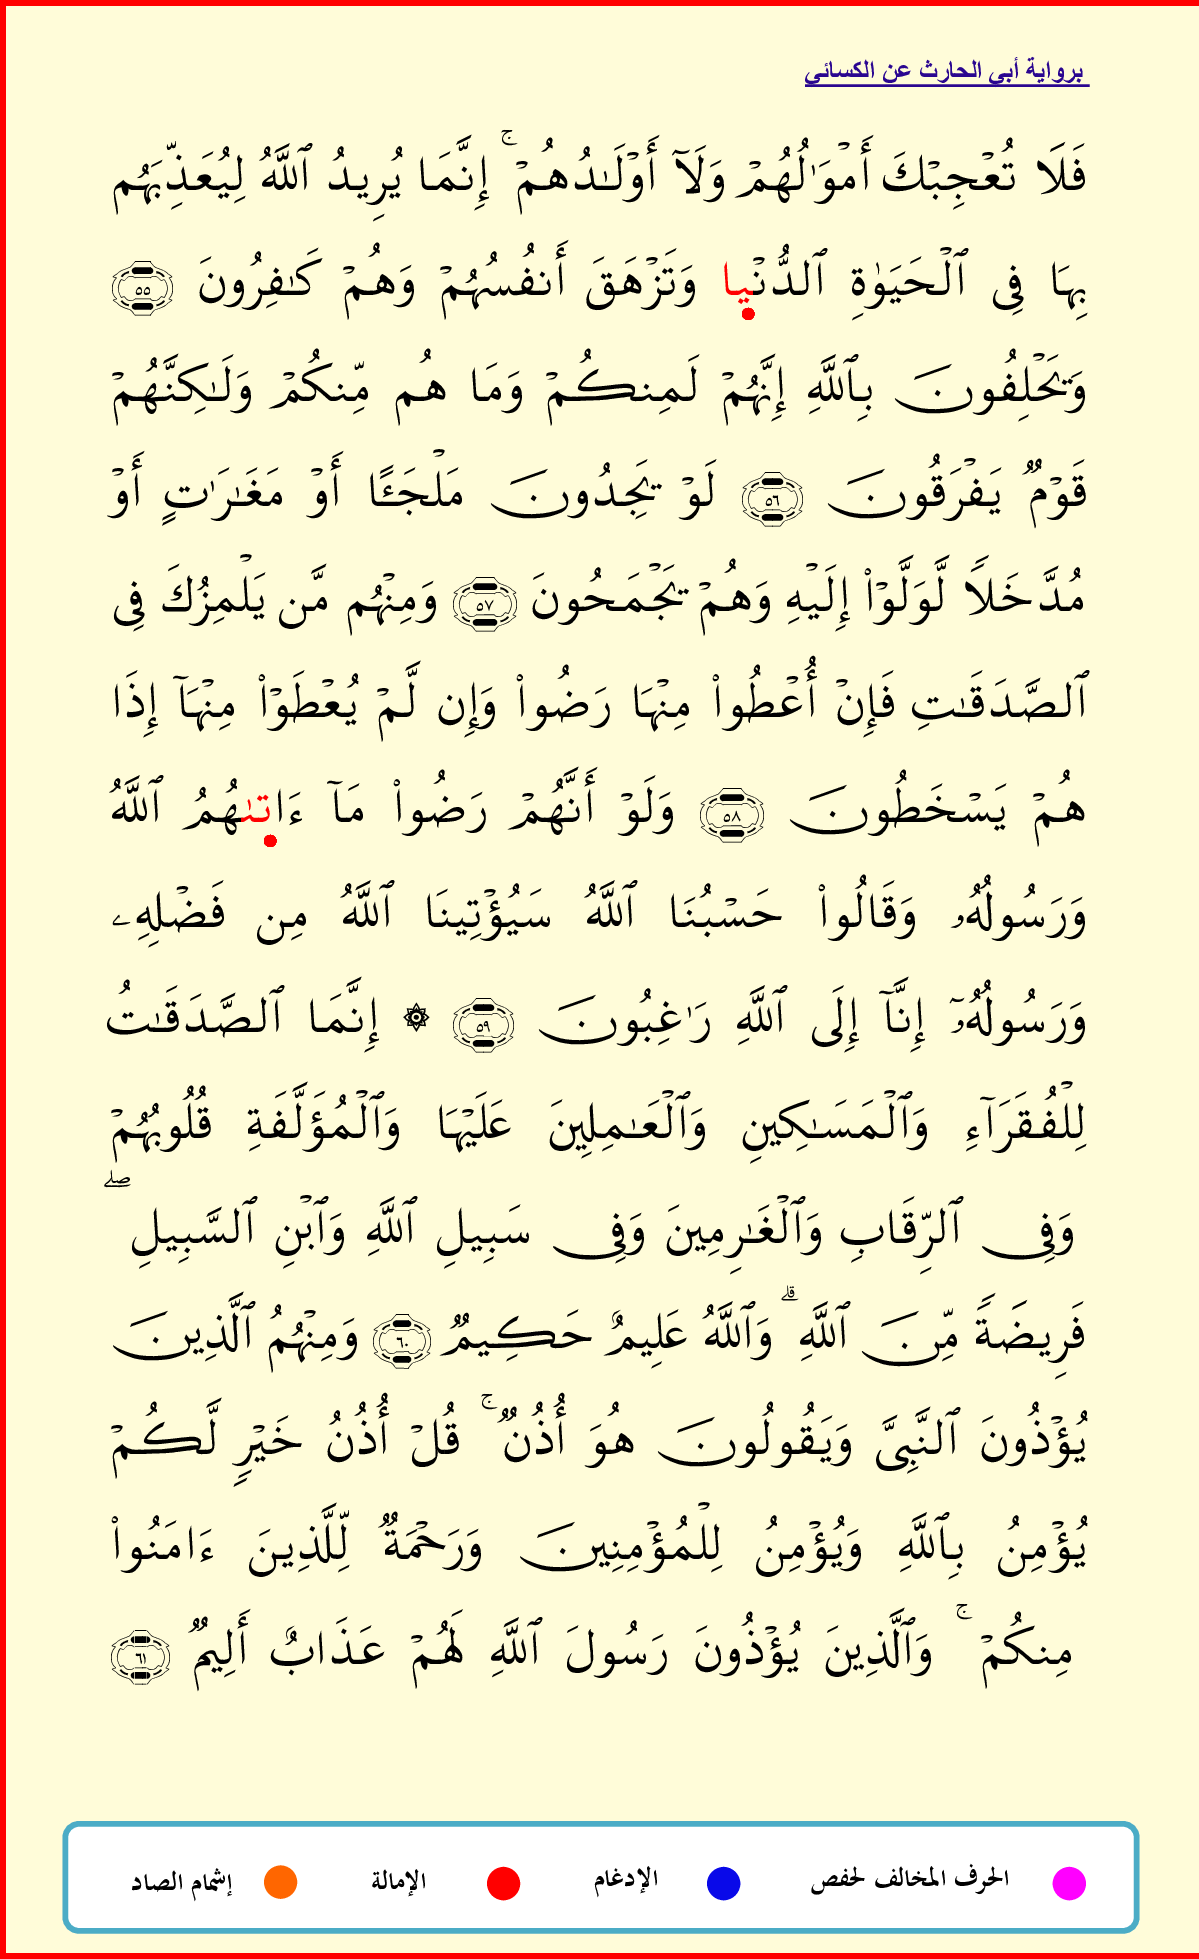 برواية أبي الحارث عن الكسائي
فَلَا تُعۡجِبۡكَ أَمۡوَٰلُهُمۡ وَلَآ أَوۡلَٰدُهُمۡۚ إِنَّمَا يُرِيدُ ٱللَّهُ لِيُعَذِّبَهُم
بِهَا فِي ٱلۡحَيَوٰةِ ٱلدُّنۡيا وَتَزۡهَقَ أَنفُسُهُمۡ وَهُمۡ كَٰفِرُونَ ٥٥
وَيَحۡلِفُونَ بِٱللَّهِ إِنَّهُمۡ لَمِنكُمۡ وَمَا هُم مِّنكُمۡ وَلَٰكِنَّهُمۡ
قَوۡمٞ يَفۡرَقُونَ ٥٦ لَوۡ يَجِدُونَ مَلۡجَـًٔا أَوۡ مَغَٰرَٰتٍ أَوۡ
مُدَّخَلٗا لَّوَلَّوۡاْ إِلَيۡهِ وَهُمۡ يَجۡمَحُونَ ٥٧ وَمِنۡهُم مَّن يَلۡمِزُكَ فِي
ٱلصَّدَقَٰتِ فَإِنۡ أُعۡطُواْ مِنۡهَا رَضُواْ وَإِن لَّمۡ يُعۡطَوۡاْ مِنۡهَآ إِذَا
هُمۡ يَسۡخَطُونَ ٥٨ وَلَوۡ أَنَّهُمۡ رَضُواْ مَآ ءَاتىٰهُمُ ٱللَّهُ
وَرَسُولُهُۥ وَقَالُواْ حَسۡبُنَا ٱللَّهُ سَيُؤۡتِينَا ٱللَّهُ مِن فَضۡلِهِۦ
وَرَسُولُهُۥٓ إِنَّآ إِلَى ٱللَّهِ رَٰغِبُونَ ٥٩ ۞ إِنَّمَا ٱلصَّدَقَٰتُ
لِلۡفُقَرَآءِ وَٱلۡمَسَٰكِينِ وَٱلۡعَٰمِلِينَ عَلَيۡهَا وَٱلۡمُؤَلَّفَةِ قُلُوبُهُمۡ
وَفِي ٱلرِّقَابِ وَٱلۡغَٰرِمِينَ وَفِي سَبِيلِ ٱللَّهِ وَٱبۡنِ ٱلسَّبِيلِۖ
فَرِيضَةٗ مِّنَ ٱللَّهِۗ وَٱللَّهُ عَلِيمٌ حَكِيمٞ ٦٠ وَمِنۡهُمُ ٱلَّذِينَ
يُؤۡذُونَ ٱلنَّبِيَّ وَيَقُولُونَ هُوَ أُذُنٞۚ قُلۡ أُذُنُ خَيۡرٖ لَّكُمۡ
يُؤۡمِنُ بِٱللَّهِ وَيُؤۡمِنُ لِلۡمُؤۡمِنِينَ وَرَحۡمَةٞ لِّلَّذِينَ ءَامَنُواْ
مِنكُمۡۚ وَٱلَّذِينَ يُؤۡذُونَ رَسُولَ ٱللَّهِ لَهُمۡ عَذَابٌ أَلِيمٞ ٦١
الحرف المخالف لحفص الإدغام الإمالة إشمام الصاد